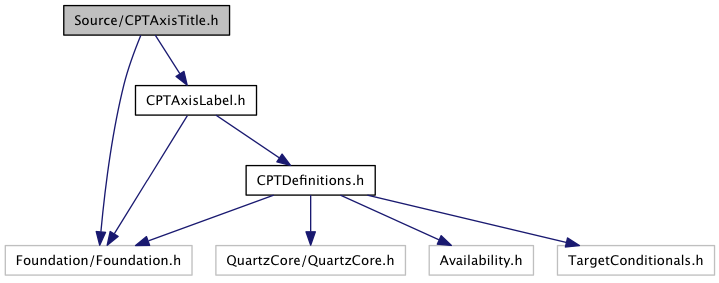 Source/CPTAxisTitle.h
CPTAxisLabel.h
CPTDefinitions.h
Foundation/Foundation.h
QuartzCore/QuartzCore.h
Availability.h
TargetConditionals.h